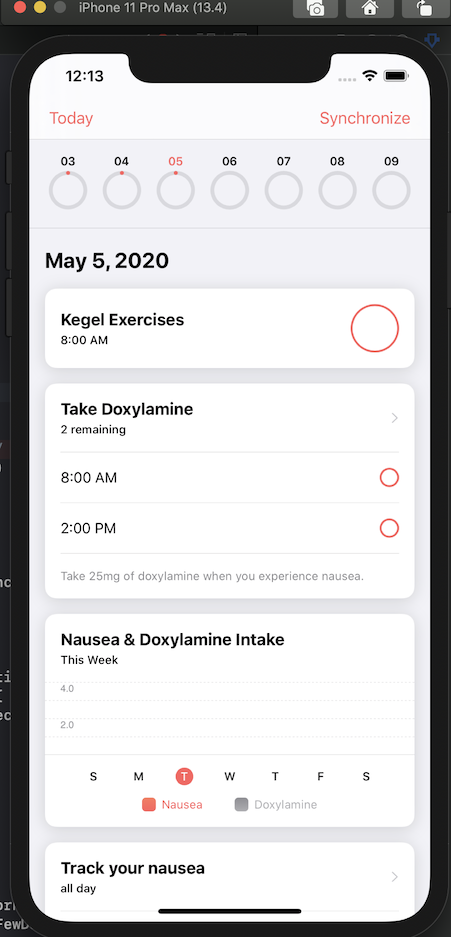 iPhone 11 Pro Max (13.4)
12:13
Today
Synchronize
03 04 05 06 07 08 09
May 5, 2020
Kegel Exercises
8:00 AM
Take Doxylamine
2 remaining
8:00 AM
2:00 PM
Take 25mg of doxylamine when you experience nausea.
Nausea & Doxylamine Intake
This Week
4.0
2.0
S M T W T F S
Nausea Doxylamine
Track your nausea
all day